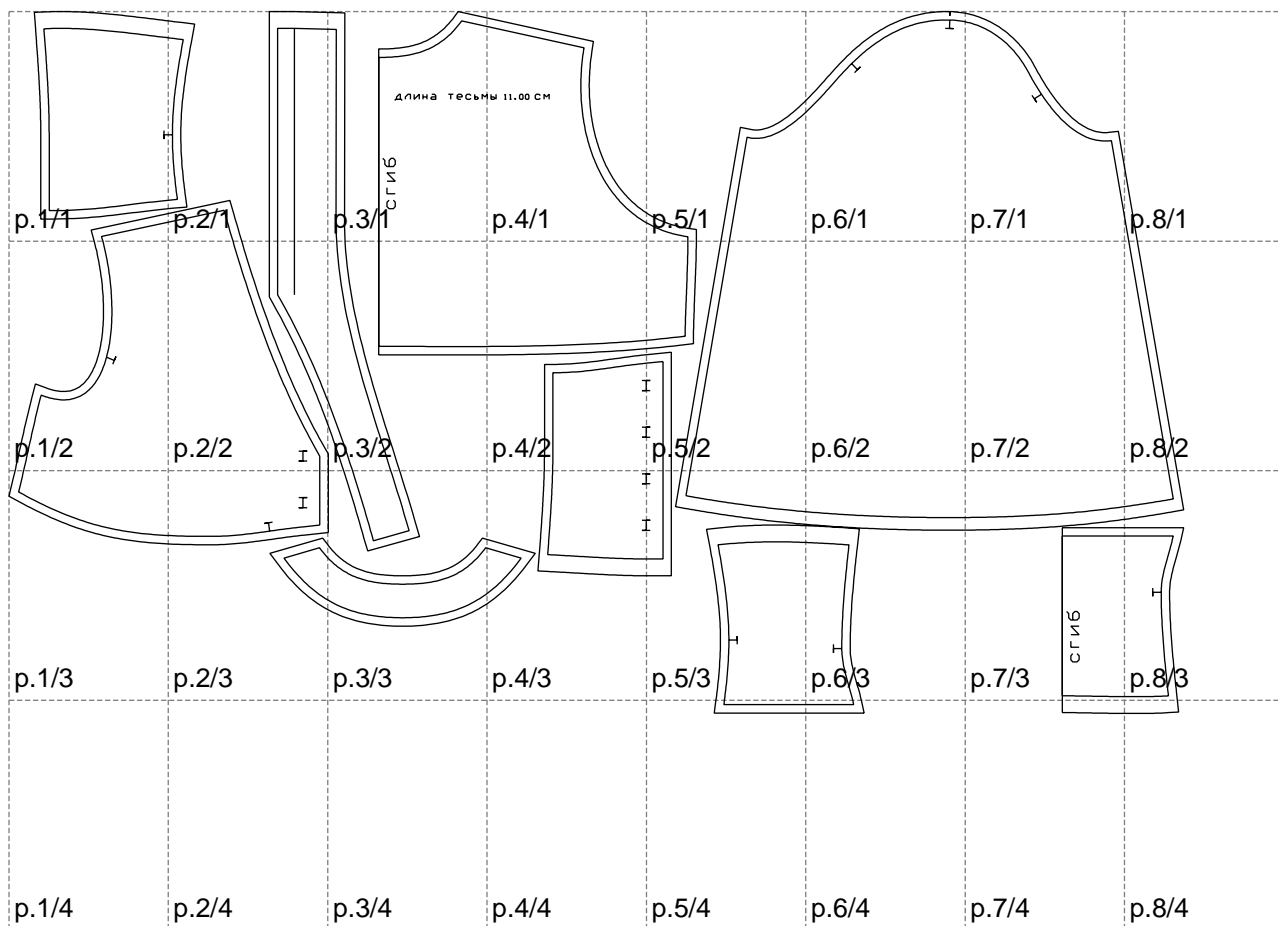 длина тесьмы 11.00 см
сгиб
p.1/1 p.2/1 p.3/1 p.4/1 p.5/1 p.6/1 p.7/1 p.8/1
p.1/2 p.2/2 p.3/2 p.4/2 p.5/2 p.6/2 p.7/2 p.8/2
сгиб
p.1/3 p.2/3 p.3/3 p.4/3 p.5/3 p.6/3 p.7/3 p.8/3
p.1/4 p.2/4 p.3/4 p.4/4 p.5/4 p.6/4 p.7/4 p.8/4